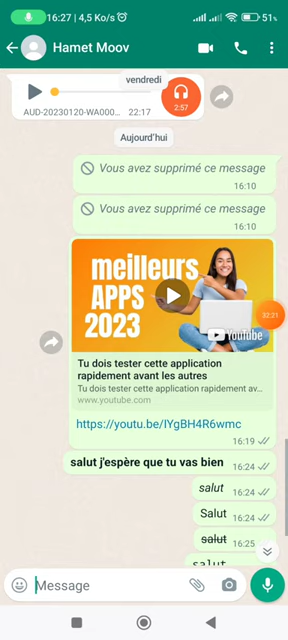 16:27 | 4,5 Ko/s
51%
Hamet Moov
vendredi
2:57
AUD-20230120-WA000... 22:17
Aujourd'hui
Vous avez supprimé ce message
16:10
Vous avez supprimé ce message
16:10
meilleurs
APPS
2023
YouTube
32:21
Tu dois tester cette application
rapidement avant les autres
Tu dois tester cette application rapidement av...
www.youtube.com
https://youtu.be/IYgBH4R6wmc
16:19
salut j'espère que tu vas bien 16:24
salut 16:24
Salut 16:24
salut 16:25
salut
Message